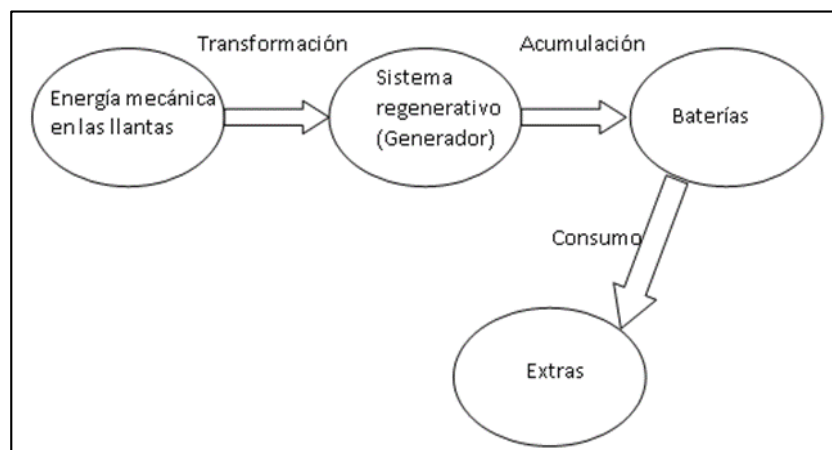 Transformación
Acumulación
Energía mecánica
en las llantas
Sistema
regenerativo
(Generador)
Baterías
Consumo
Extras